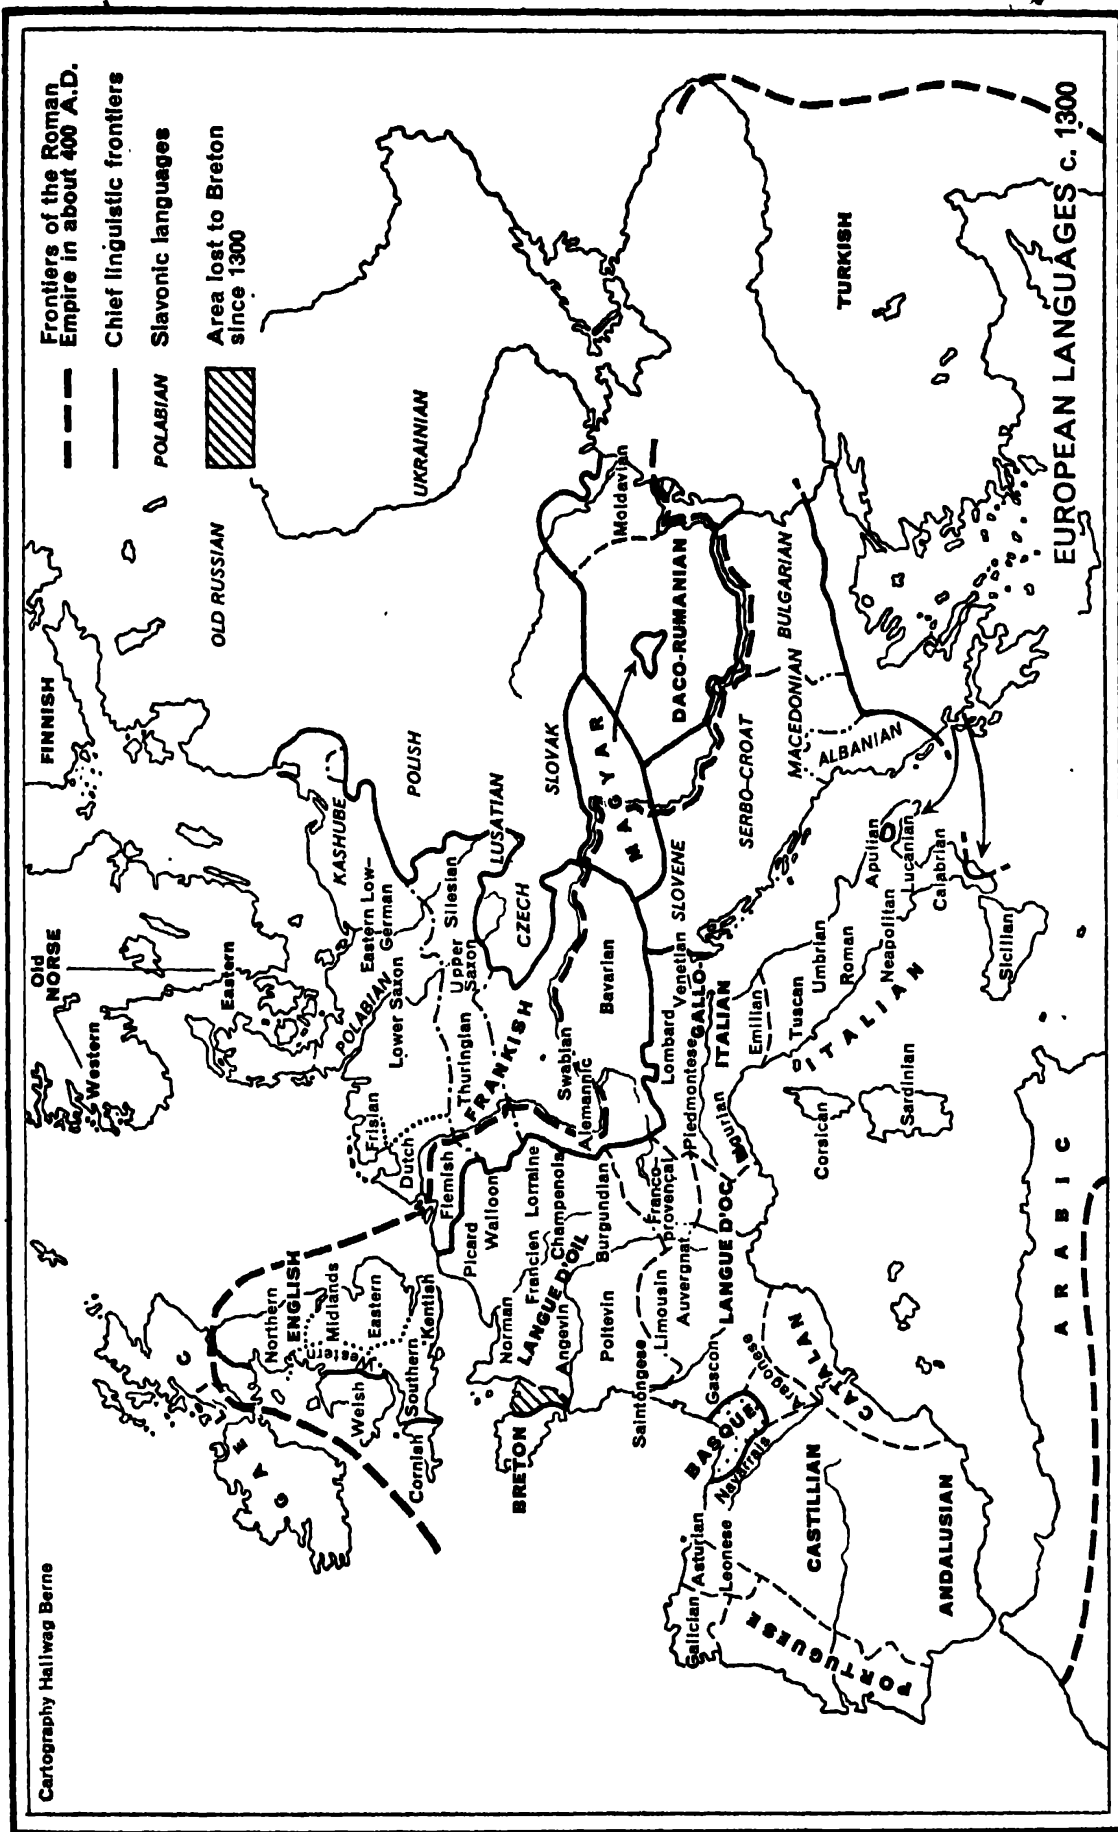 Cartography Hallwag Berne
Frontiers of the Roman
Empire in about 400 A.D.
Chief linguistic frontiers
POLABIAN
Slavonic languages
Area lost to Breton
since 1300
Old
NORSE
Western
Eastern
FINNISH
OLD RUSSIAN
UKRAINIAN
GAELIC
Northern
ENGLISH
Midlands
Western
Eastern
Welsh
Southern
Kentish
Cornish
Frisian
Dutch
Flemish
POLABIAN
Lower Saxon
Eastern Low-
German
KASHUBE
POLISH
Thuringian
Upper
Saxon
Silesian
LUSATIAN
FRANKISH
CZECH
SLOVAK
Swabian
Alemannic
Bavarian
MAGYAR
Moldavian
DACO-RUMANIAN
Picard
Walloon
Norman
Francien
Lorraine
Champenois
LANGUE D'OIL
Angevin
BRETON
Burgundian
Poitevin
Saintongese
Limousin
Auvergnat
Franco-
provençal
Gascon
LANGUE D'OC
Lombard
Venetian
SLOVENE
Piedmontese
GALLO-
ITALIAN
Ligurian
Emilian
SERBO-CROAT
MACEDONIAN
BULGARIAN
ALBANIAN
TURKISH
BASQUE
Navarrais
Aragonese
CATALAN
Galician
Asturian
Leonese
CASTILLIAN
PORTUGUESE
ANDALUSIAN
Tuscan
Umbrian
Roman
ITALIAN
Neapolitan
Apulian
Lucanian
Calabrian
Corsican
Sardinian
Sicilian
ARABIC
EUROPEAN LANGUAGES c. 1300